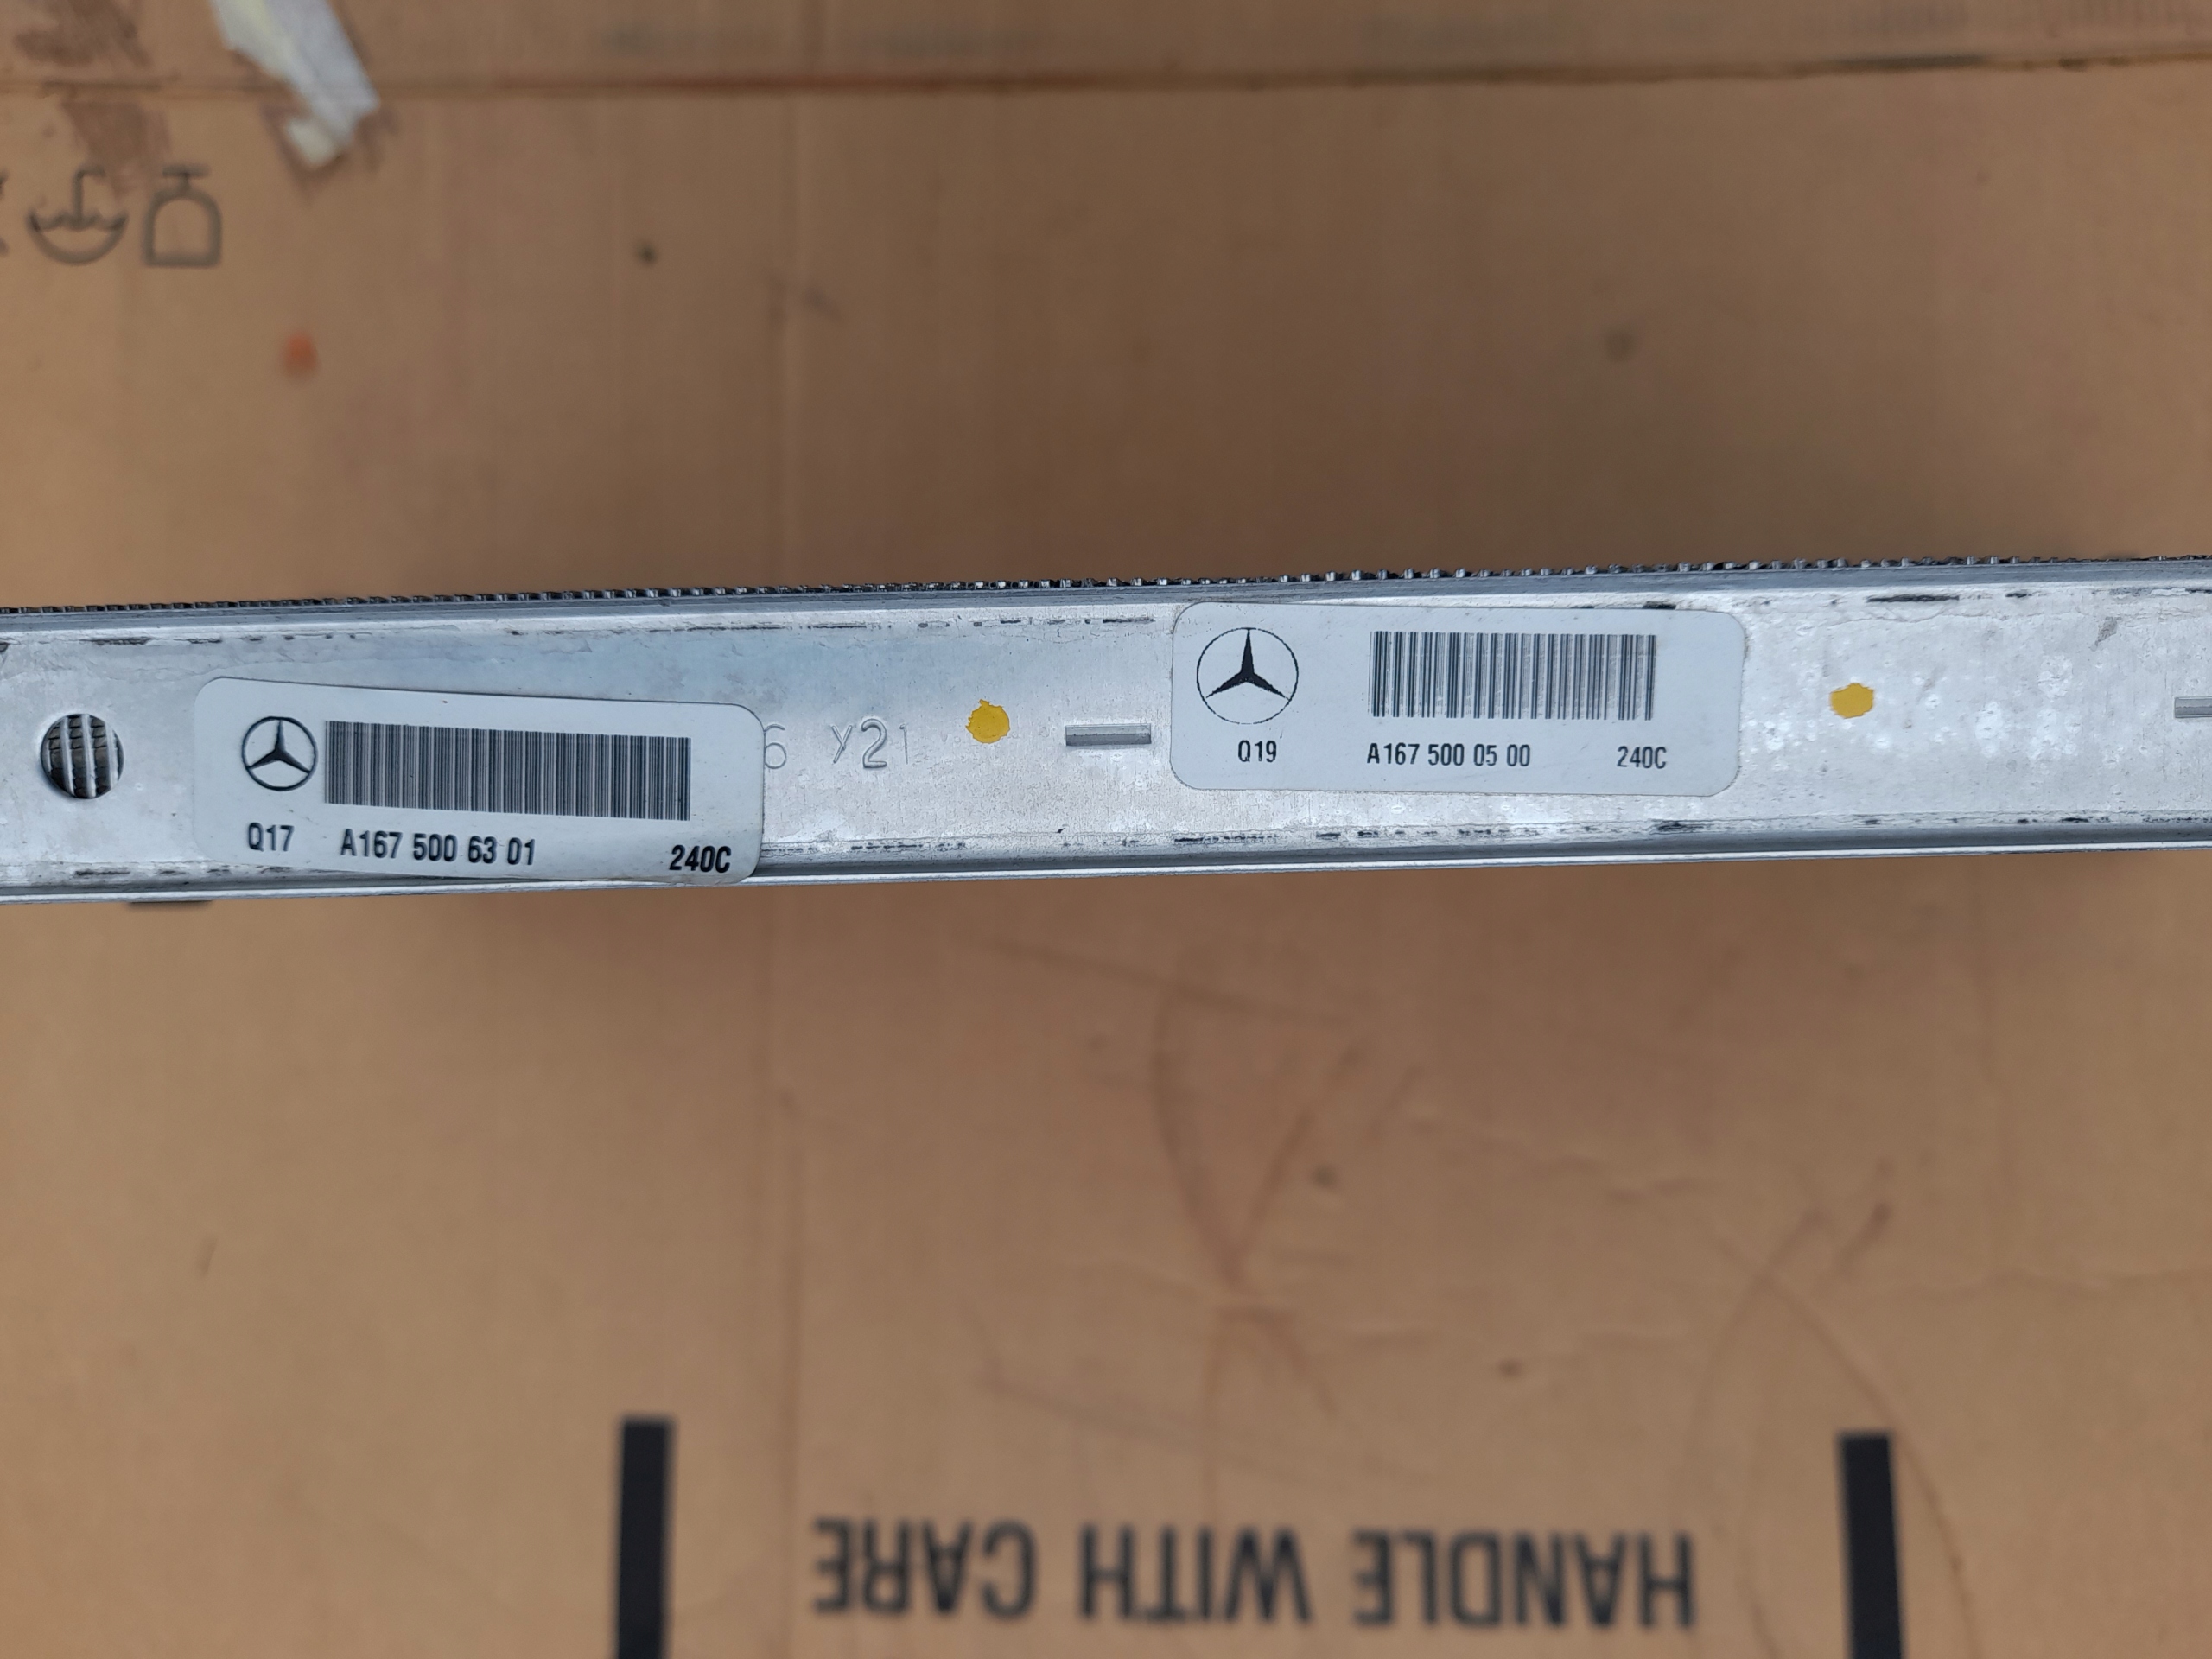 Q19 A167 500 05 00 240C
6 Y21
Q17 A167 500 63 01 240C
HANDLE WITH CARE